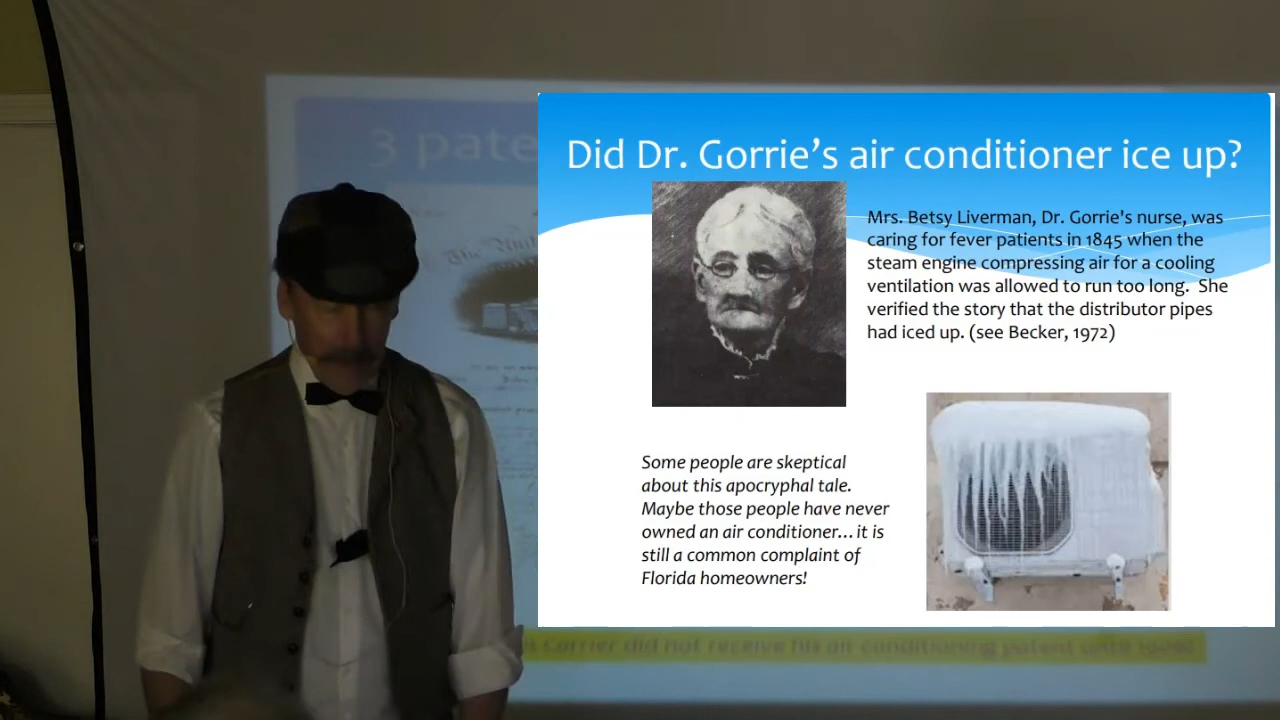 3 pate
Did Dr. Gorrie’s air conditioner ice up?
Mrs. Betsy Liverman, Dr. Gorrie's nurse, was
caring for fever patients in 1845 when the
steam engine compressing air for a cooling
ventilation was allowed to run too long.  She
verified the story that the distributor pipes
had iced up. (see Becker, 1972)
Some people are skeptical
about this apocryphal tale.
Maybe those people have never
owned an air conditioner…it is
still a common complaint of
Florida homeowners!
Carrier did not receive his air conditioning patent until